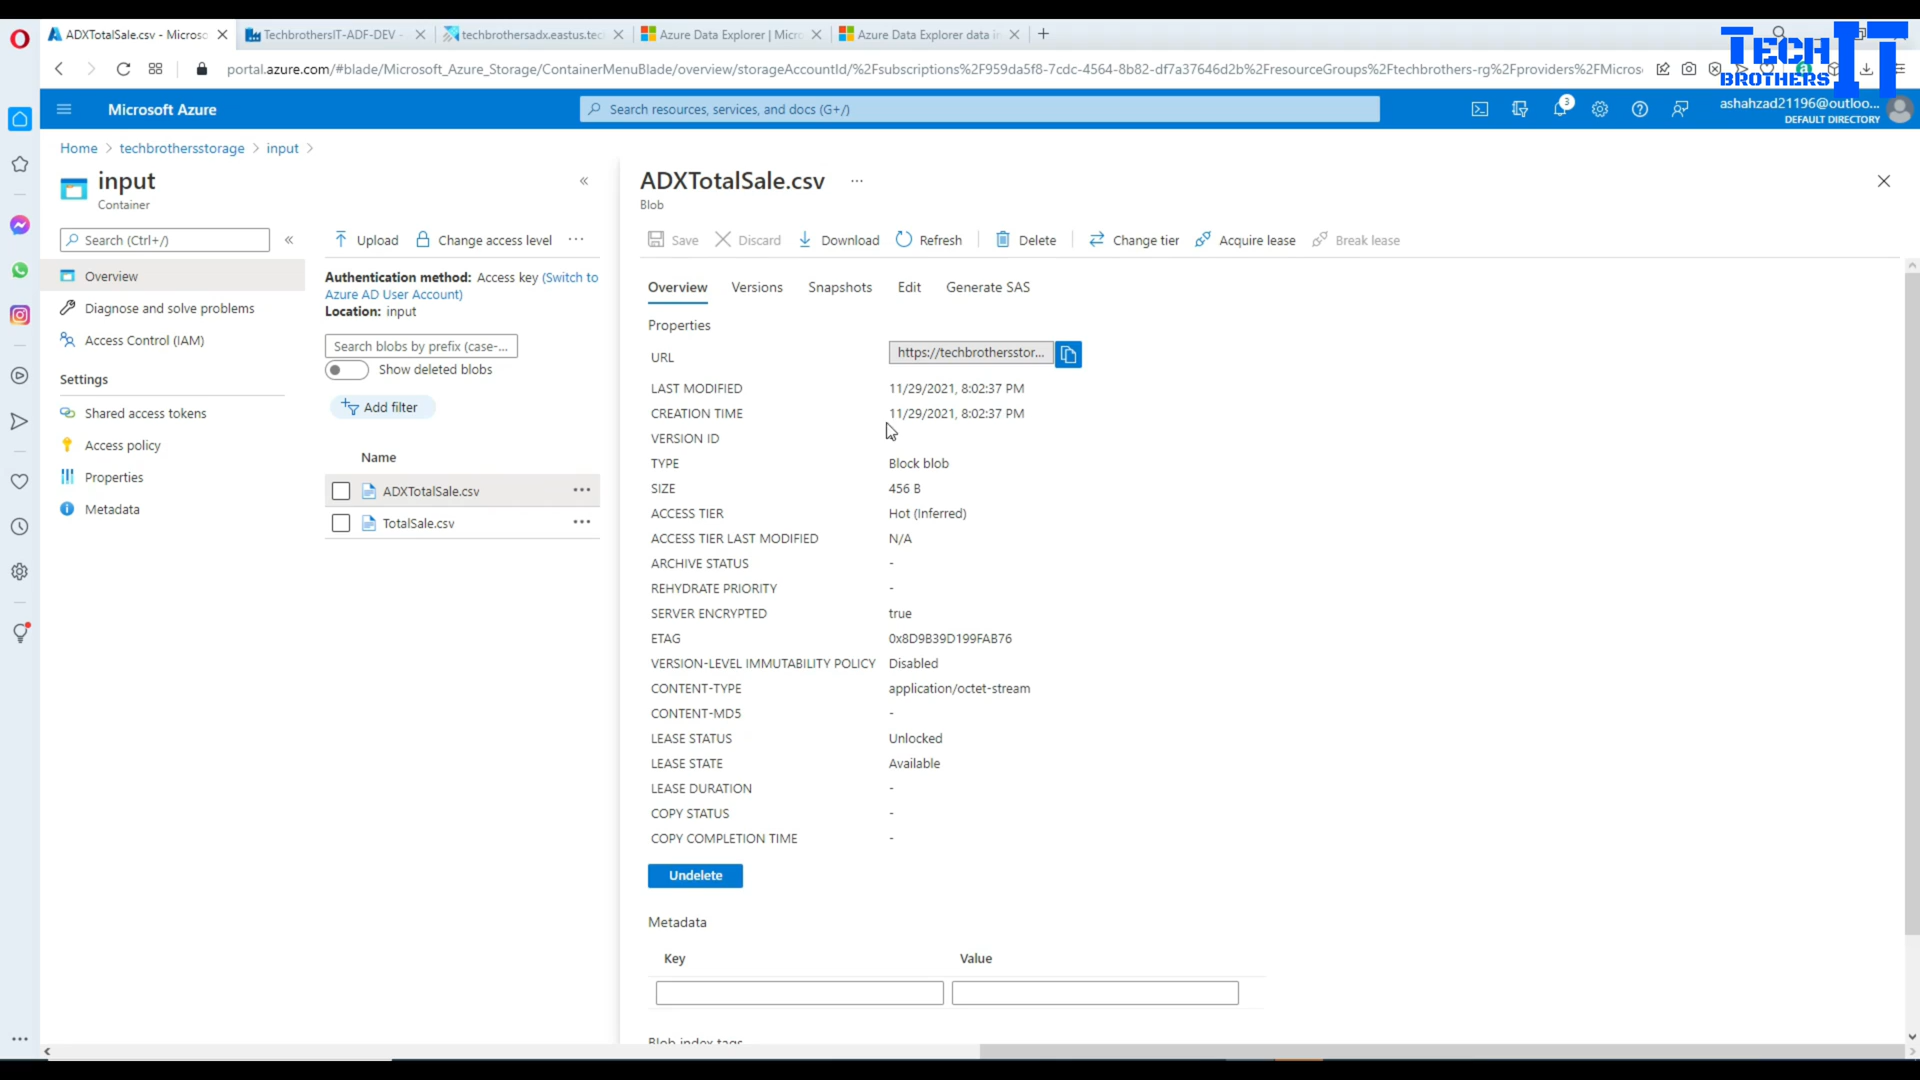 ADXTotalSale.csv - Microso
TechbrothersIT-ADF-DEV -
techbrothersadx.eastus.tec
Azure Data Explorer | Micr
Azure Data Explorer data i
portal.azure.com/#blade/Microsoft_Azure_Storage/ContainerMenuBlade/overview/storageAccountId/%2Fsubscriptions%2F959da5f8-7cdc-4564-8b82-df7a37646d2b%2FresourceGroups%2Ftechbrothers-rg%2Fproviders%2FMicros
TECH
BROTHERS
IT
Microsoft Azure
Search resources, services, and docs (G+/)
3
ashahzad21196@outloo...
DEFAULT DIRECTORY
Home > techbrothersstorage > input >
input
Container
Search (Ctrl+/)
Overview
Diagnose and solve problems
Access Control (IAM)
Settings
Shared access tokens
Access policy
Properties
Metadata
Upload
Change access level
Authentication method: Access key (Switch to
Azure AD User Account)
Location: input
Search blobs by prefix (case-...
Show deleted blobs
Add filter
Name
ADXTotalSale.csv
TotalSale.csv
ADXTotalSale.csv
Blob
Save
Discard
Download
Refresh
Delete
Change tier
Acquire lease
Break lease
Overview
Versions
Snapshots
Edit
Generate SAS
Properties
URL https://techbrothersstor...
LAST MODIFIED 11/29/2021, 8:02:37 PM
CREATION TIME 11/29/2021, 8:02:37 PM
VERSION ID
TYPE Block blob
SIZE 456 B
ACCESS TIER Hot (Inferred)
ACCESS TIER LAST MODIFIED N/A
ARCHIVE STATUS -
REHYDRATE PRIORITY -
SERVER ENCRYPTED true
ETAG 0x8D9B39D199FAB76
VERSION-LEVEL IMMUTABILITY POLICY Disabled
CONTENT-TYPE application/octet-stream
CONTENT-MD5 -
LEASE STATUS Unlocked
LEASE STATE Available
LEASE DURATION -
COPY STATUS -
COPY COMPLETION TIME -
Undelete
Metadata
Key Value
Blob index tags